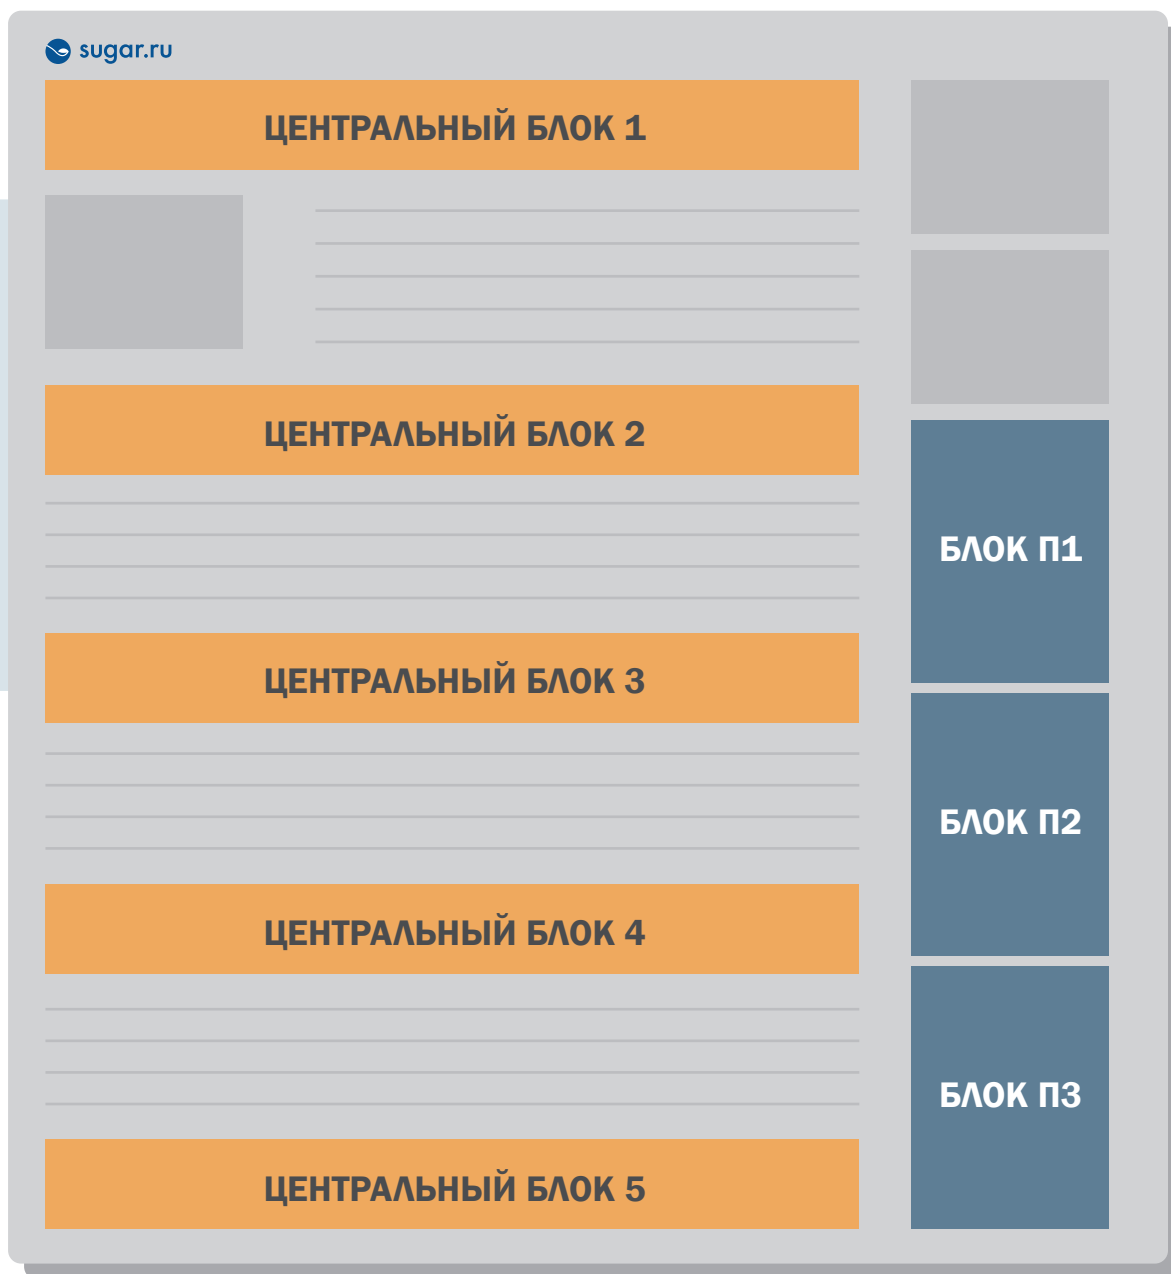 sugar.ru
ЦЕНТРАЛЬНЫЙ БЛОК 1
ЦЕНТРАЛЬНЫЙ БЛОК 2
ЦЕНТРАЛЬНЫЙ БЛОК 3
ЦЕНТРАЛЬНЫЙ БЛОК 4
ЦЕНТРАЛЬНЫЙ БЛОК 5
БЛОК П1
БЛОК П2
БЛОК П3